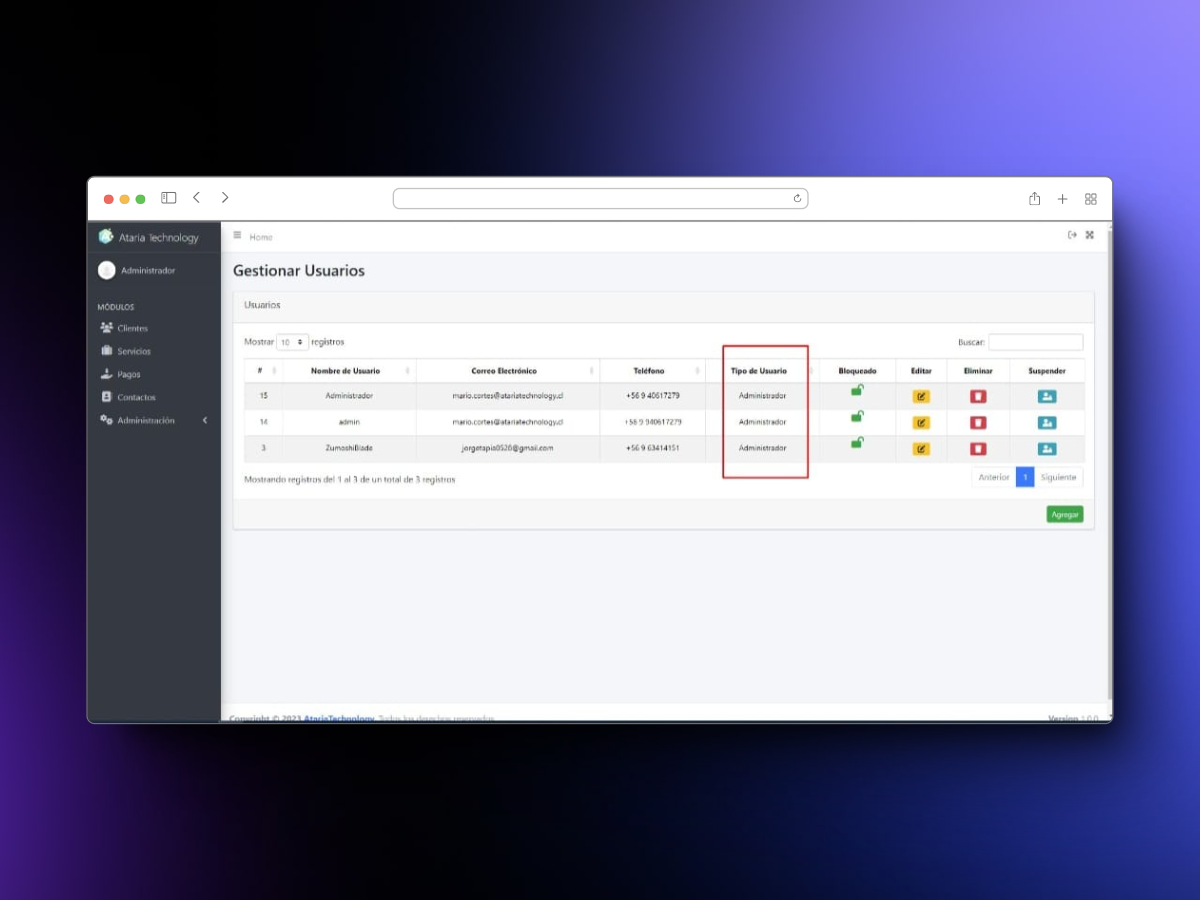 Ataria Technology
Home
Administrador
Gestionar Usuarios
Usuarios
MÓDULOS
Clientes
Servicios
Pagos
Contactos
Administración
Mostrar 10 registros
Buscar:
# Nombre de Usuario Correo Electrónico Teléfono Tipo de Usuario Bloqueado Editar Eliminar Suspender
15 Administrador mario.cortes@atariatechnology.cl +56 9 40617279 Administrador
14 admin mario.cortes@atariatechnology.cl +56 9 940617279 Administrador
3 ZumoshiBlade jorgetapia0528@gmail.com +56 9 63414151 Administrador
Mostrando registros del 1 al 3 de un total de 3 registros
Anterior 1 Siguiente
Agregar
Copyright © 2023 AtariaTechnology. Todos los derechos reservados.
Version 1.0.0